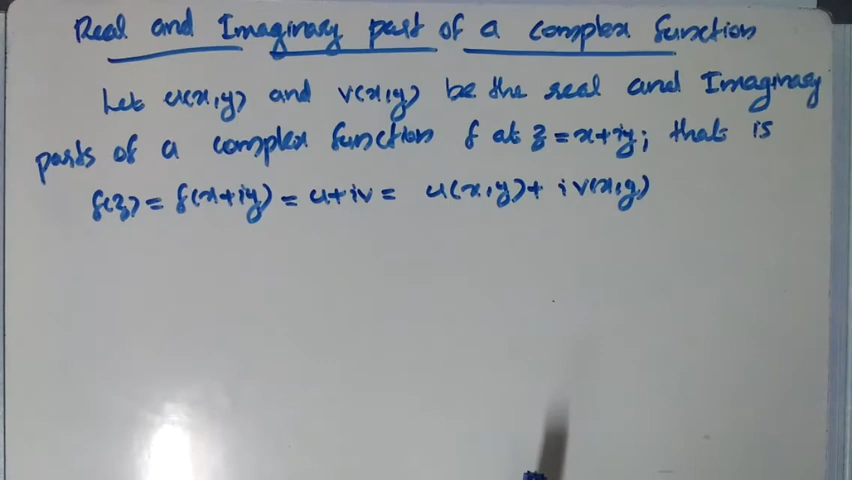 Real and Imaginary part of a complex function
Let u(x,y) and v(x,y) be the real and Imaginary
parts of a complex function f at z=x+iy; that is
f(z) = f(x+iy) = u+iv = u(x,y)+ i v(x,y)